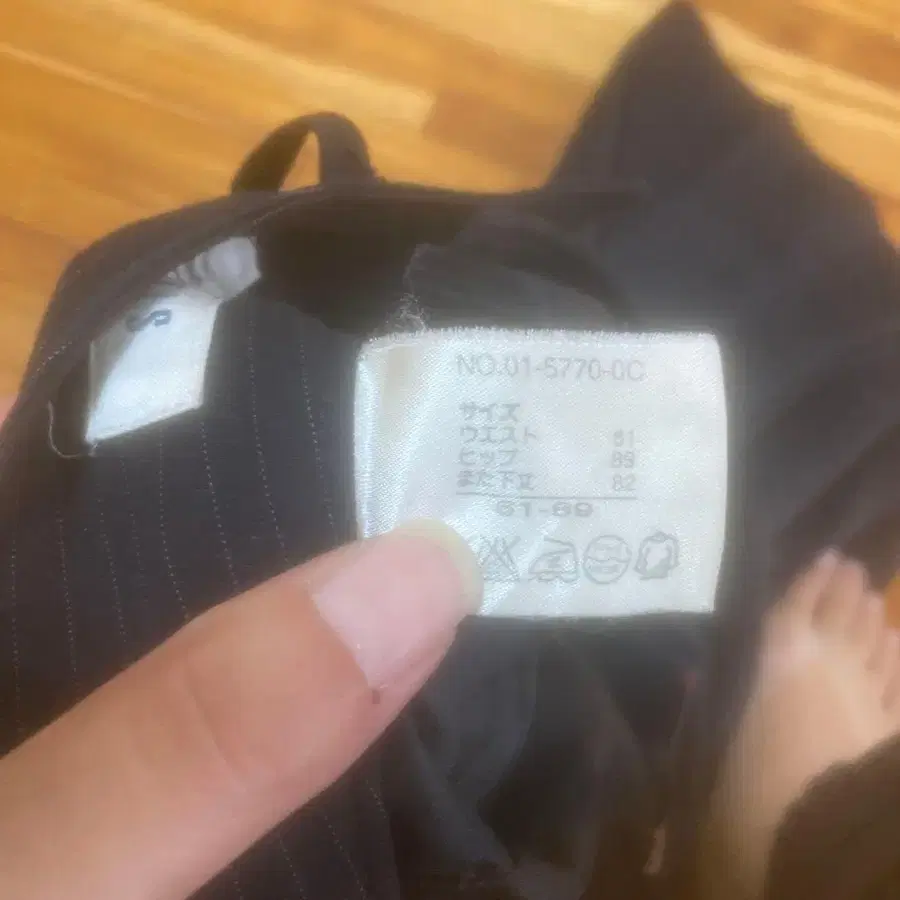 S
NO.01-5770-0C
サイズ
ウエスト 61
ヒップ 89
また下丈 82
61-89